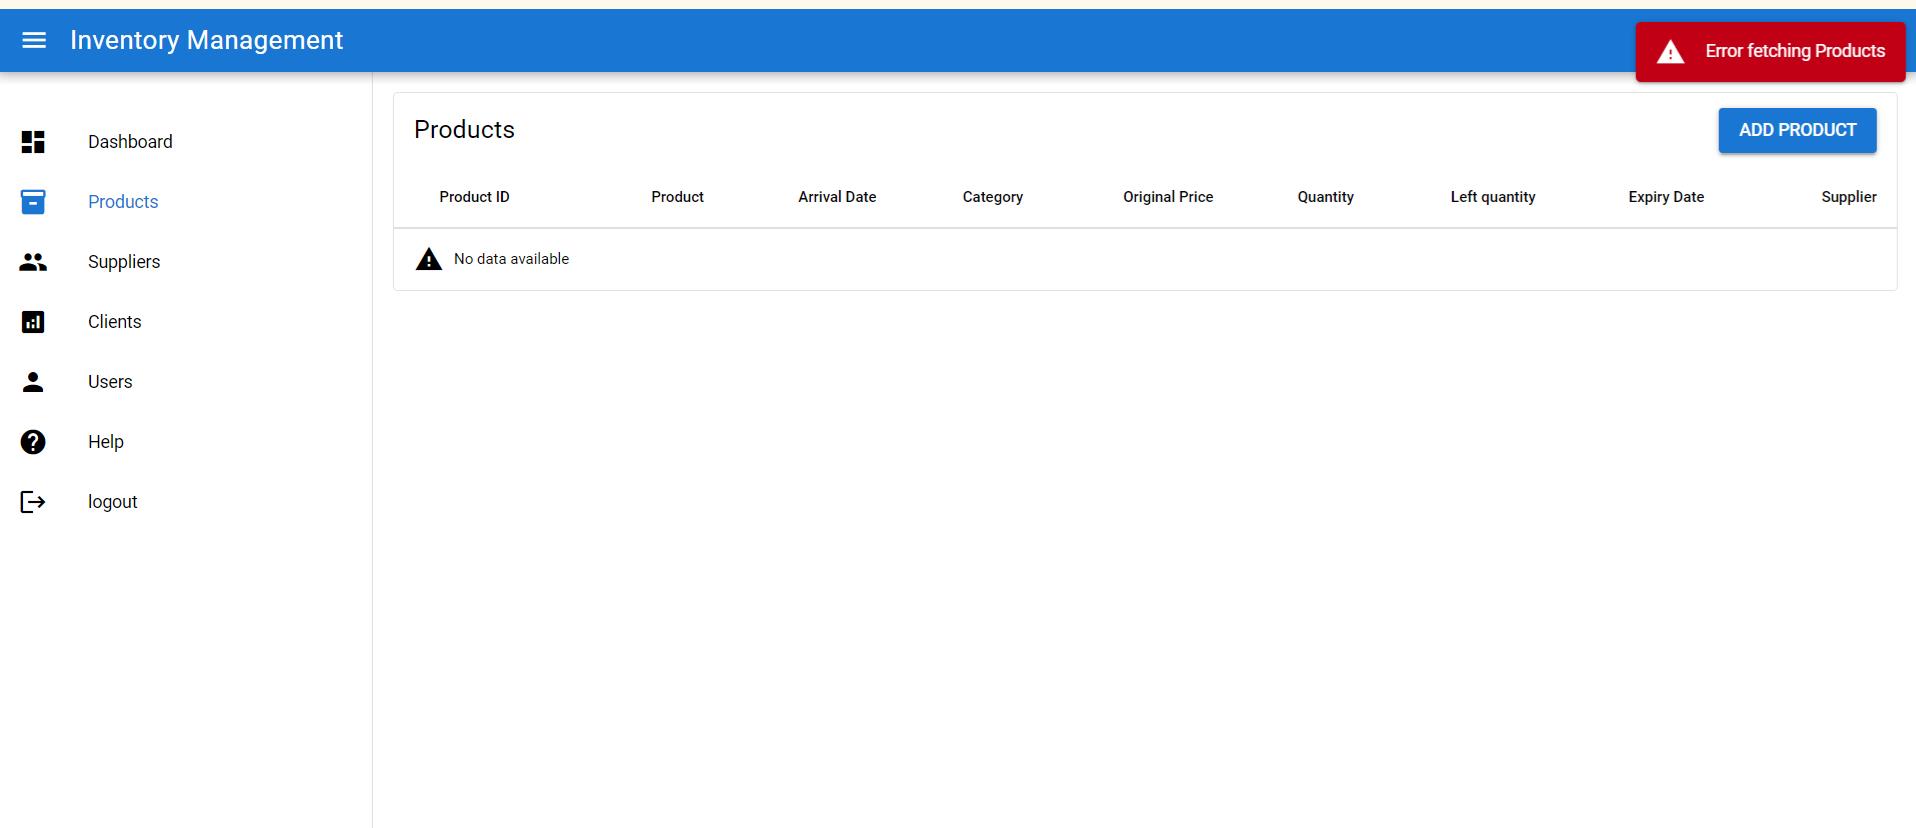 Inventory Management
Error fetching Products
Dashboard
Products
Suppliers
Clients
Users
Help
logout
Products
ADD PRODUCT
Product ID Product Arrival Date Category Original Price Quantity Left quantity Expiry Date Supplier
No data available